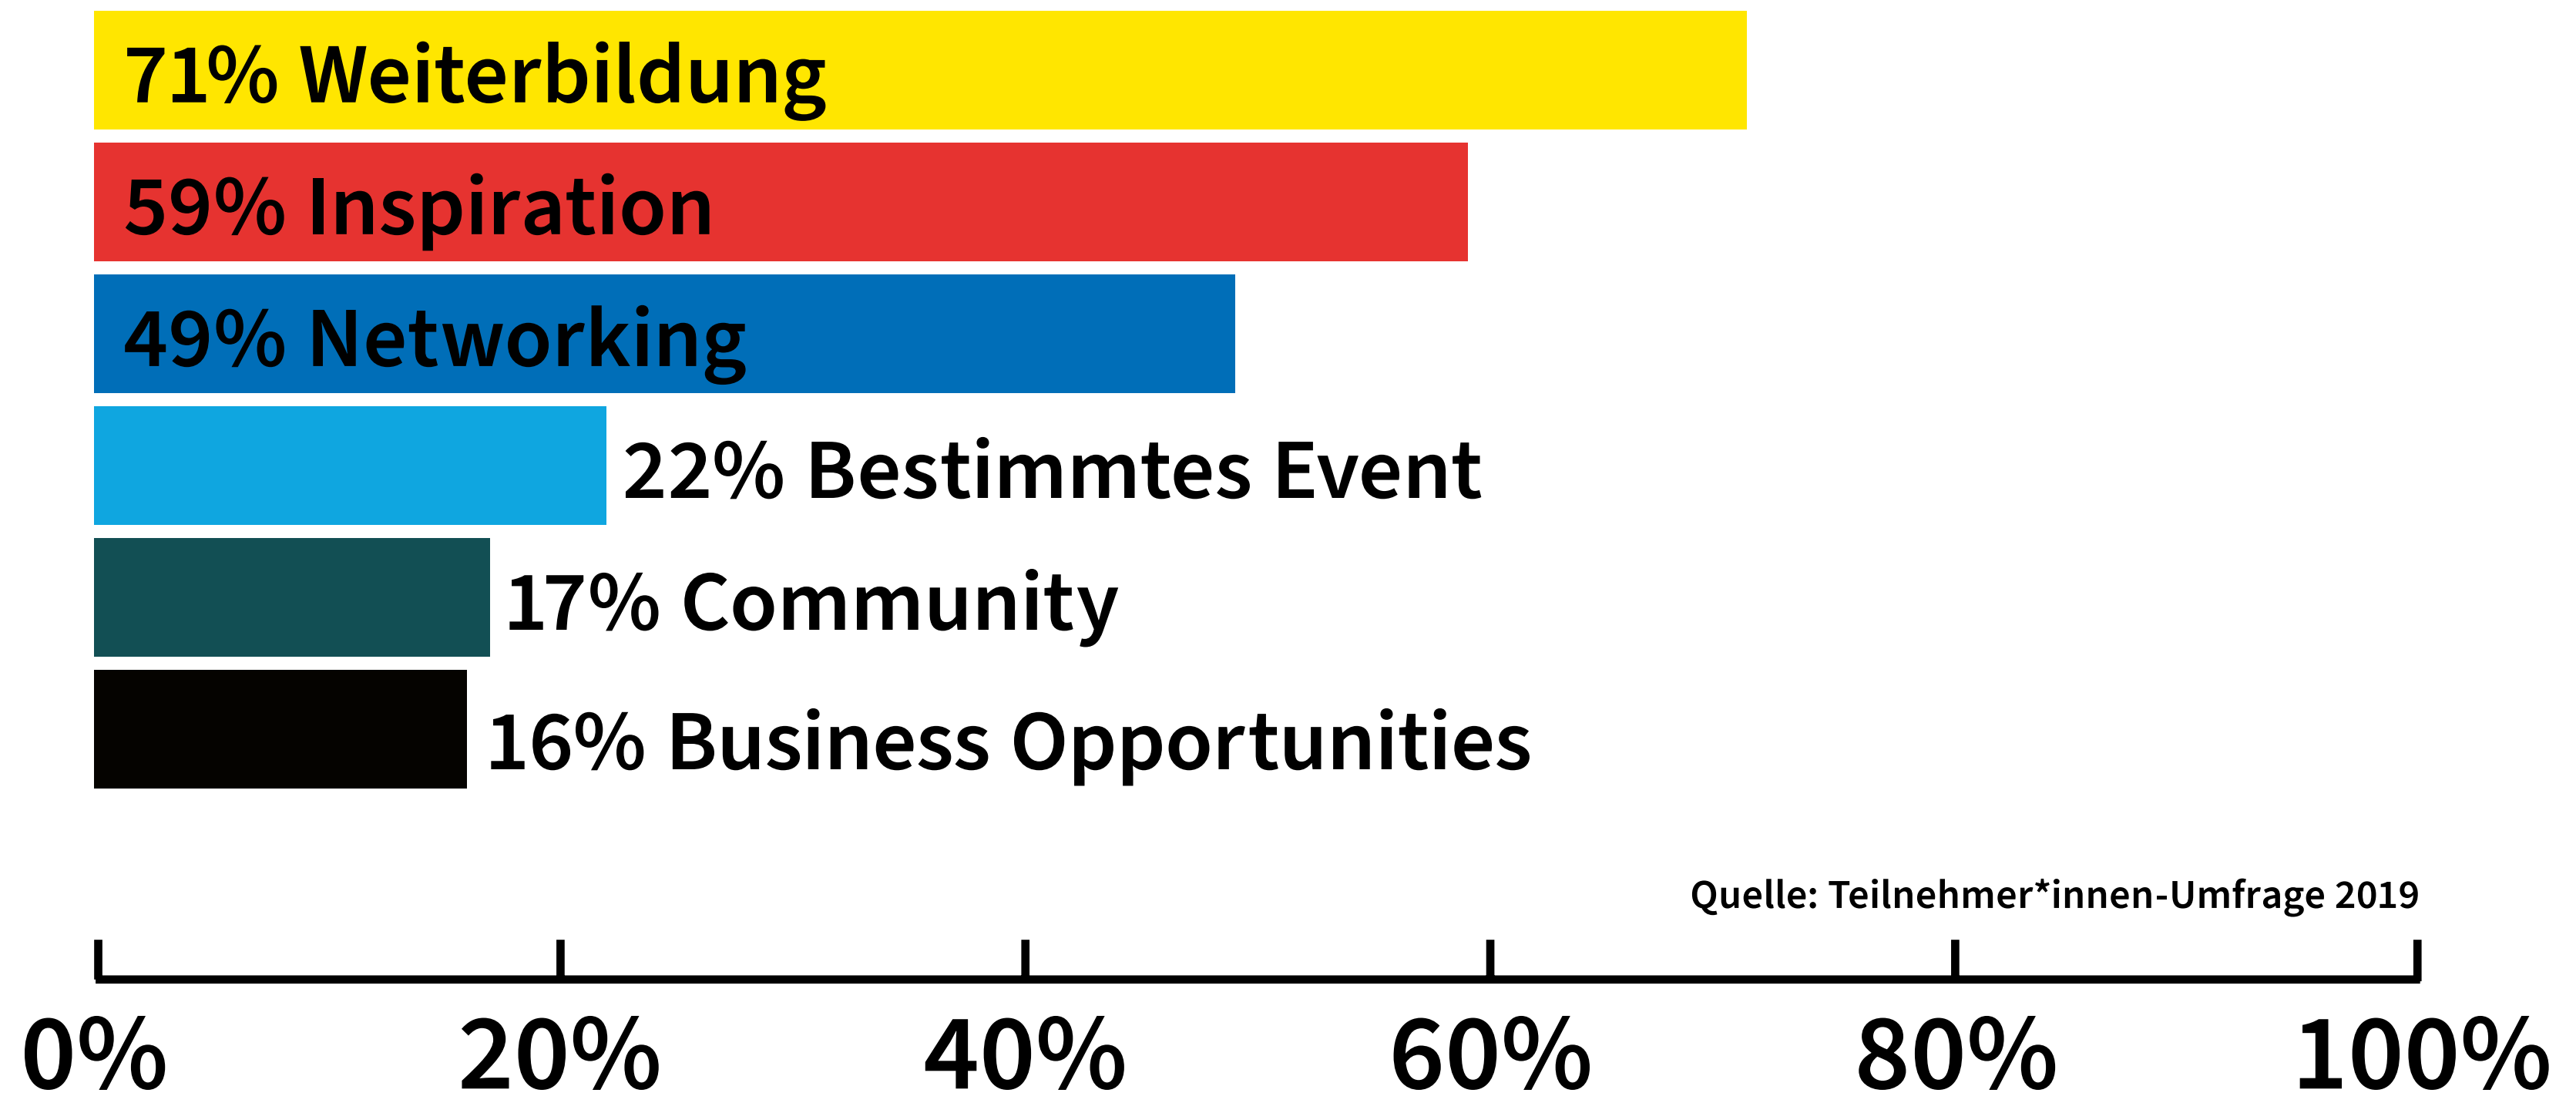 71% Weiterbildung
59% Inspiration
49% Networking
22% Bestimmtes Event
17% Community
16% Business Opportunities
Quelle: Teilnehmer*innen-Umfrage 2019
0% 20% 40% 60% 80% 100%